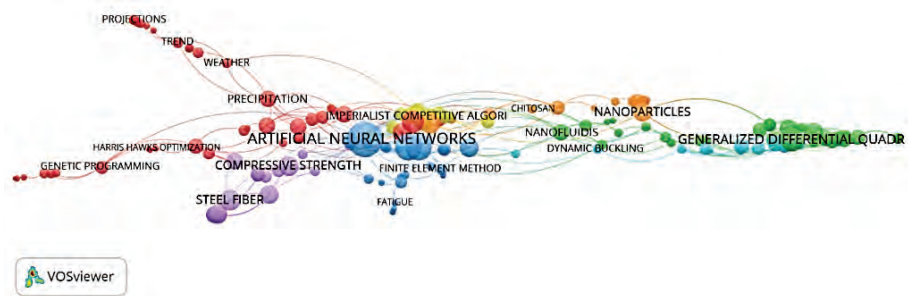 PROJECTIONS
TREND
WEATHER
PRECIPITATION
CHITOSAN
NANOPARTICLES
IMPERIALIST COMPETITIVE ALGORI
ARTIFICIAL NEURAL NETWORKS
NANOFLUIDIS
GENERALIZED DIFFERENTIAL QUADR
HARRIS HAWKS OPTIMIZATION
DYNAMIC BUCKLING
GENETIC PROGRAMMING
COMPRESSIVE STRENGTH
FINITE ELEMENT METHOD
STEEL FIBER
FATIGUE
VOSviewer